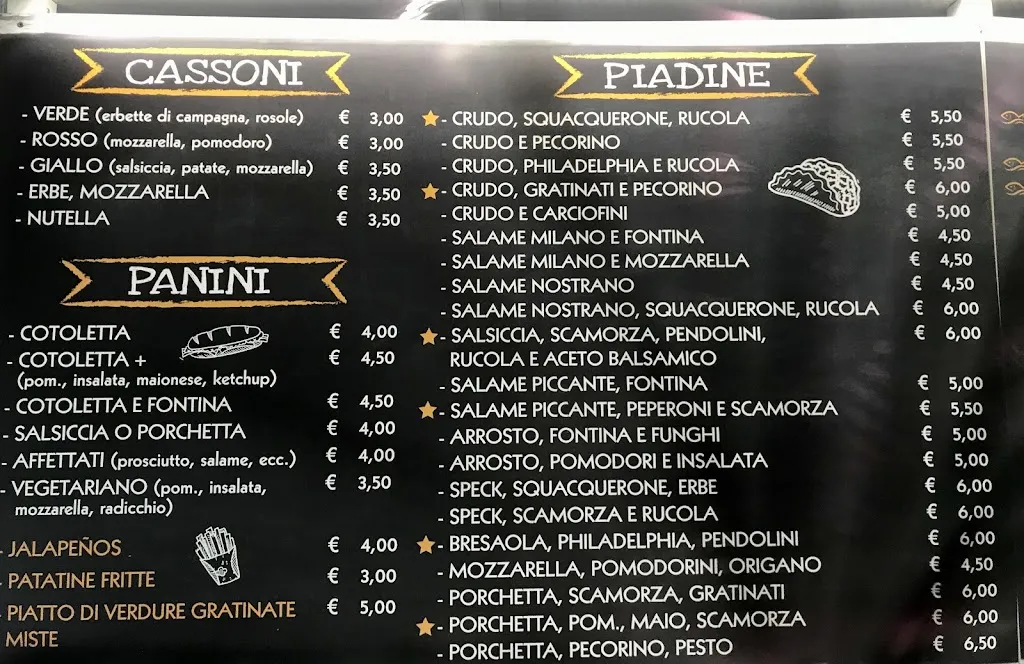 CASSONI
- VERDE (erbette di campagna, rosole) € 3,00
- ROSSO (mozzarella, pomodoro) € 3,00
- GIALLO (salsiccia, patate, mozzarella) € 3,50
- ERBE, MOZZARELLA € 3,50
- NUTELLA € 3,50
PANINI
- COTOLETTA € 4,00
- COTOLETTA + € 4,50
(pom., insalata, maionese, ketchup)
- COTOLETTA E FONTINA € 4,50
- SALSICCIA O PORCHETTA € 4,00
- AFFETTATI (prosciutto, salame, ecc.) € 4,00
- VEGETARIANO (pom., insalata, € 3,50
mozzarella, radicchio)
- JALAPEÑOS € 4,00
- PATATINE FRITTE € 3,00
- PIATTO DI VERDURE GRATINATE € 5,00
MISTE
PIADINE
- CRUDO, SQUACQUERONE, RUCOLA € 5,50
- CRUDO E PECORINO € 5,50
- CRUDO, PHILADELPHIA E RUCOLA € 5,50
- CRUDO, GRATINATI E PECORINO € 6,00
- CRUDO E CARCIOFINI € 5,00
- SALAME MILANO E FONTINA € 4,50
- SALAME MILANO E MOZZARELLA € 4,50
- SALAME NOSTRANO € 4,50
- SALAME NOSTRANO, SQUACQUERONE, RUCOLA € 6,00
- SALSICCIA, SCAMORZA, PENDOLINI, € 6,00
RUCOLA E ACETO BALSAMICO
- SALAME PICCANTE, FONTINA € 5,00
- SALAME PICCANTE, PEPERONI E SCAMORZA € 5,50
- ARROSTO, FONTINA E FUNGHI € 5,00
- ARROSTO, POMODORI E INSALATA € 5,00
- SPECK, SQUACQUERONE, ERBE € 6,00
- SPECK, SCAMORZA E RUCOLA € 6,00
- BRESAOLA, PHILADELPHIA, PENDOLINI € 6,00
- MOZZARELLA, POMODORINI, ORIGANO € 4,50
- PORCHETTA, SCAMORZA, GRATINATI € 6,00
- PORCHETTA, POM., MAIO, SCAMORZA € 6,00
- PORCHETTA, PECORINO, PESTO € 6,50